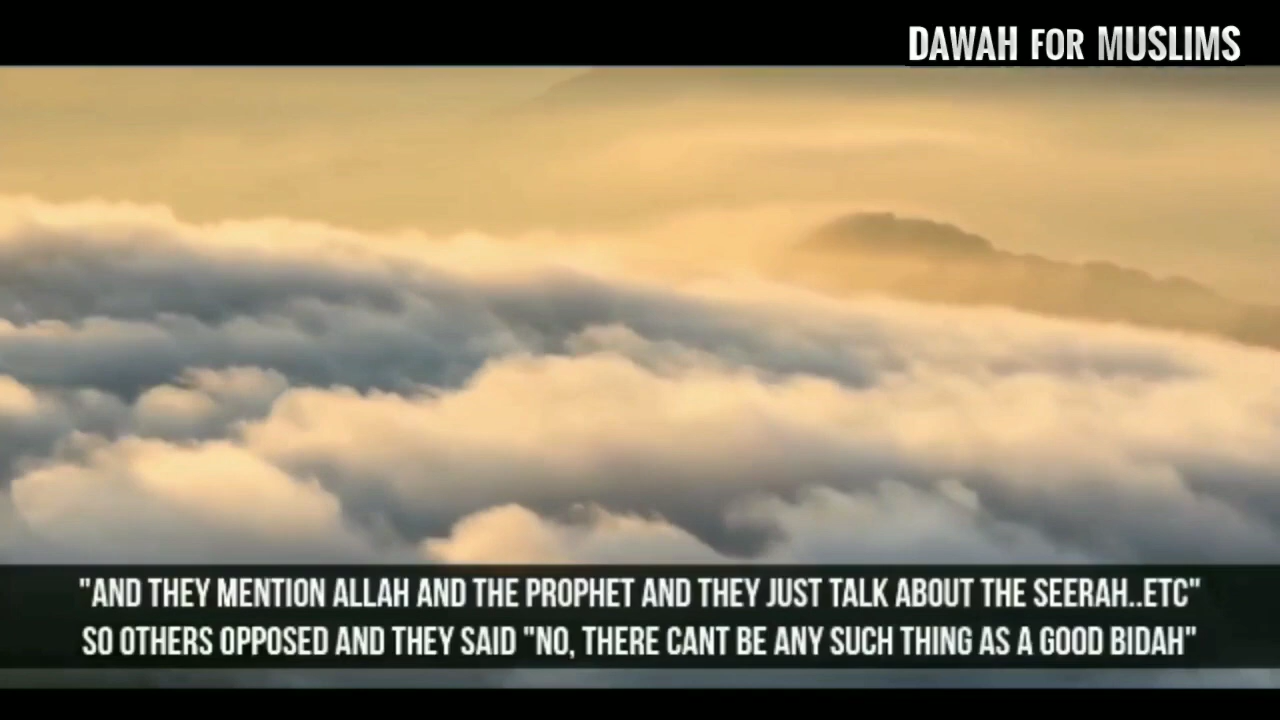 DAWAH FOR MUSLIMS
"AND THEY MENTION ALLAH AND THE PROPHET AND THEY JUST TALK ABOUT THE SEERAH..ETC"
SO OTHERS OPPOSED AND THEY SAID "NO, THERE CANT BE ANY SUCH THING AS A GOOD BIDAH"